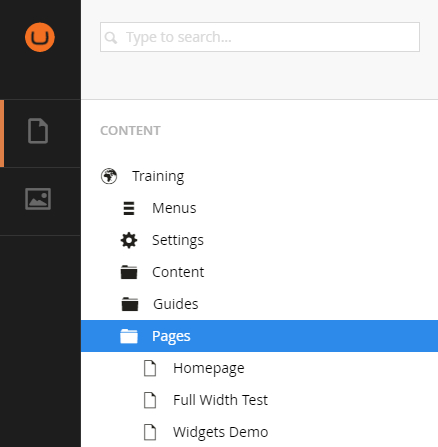 Type to search...
CONTENT
Training
Menus
Settings
Content
Guides
Pages
Homepage
Full Width Test
Widgets Demo